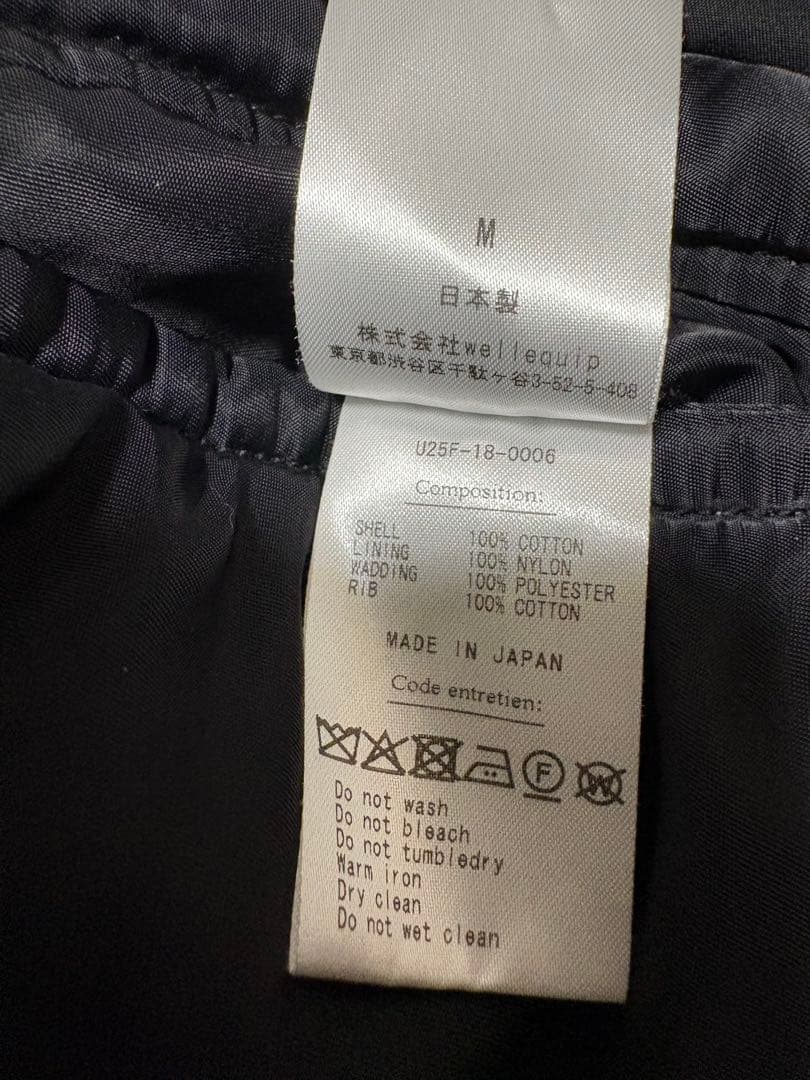 M
日本製
株式会社wellequip
東京都渋谷区千駄ヶ谷3-52-5-408
U25F-18-0006
Composition:
SHELL 100% COTTON
LINING 100% NYLON
WADDING 100% POLYESTER
RIB 100% COTTON
MADE IN JAPAN
Code entretien:
F W
Do not wash
Do not bleach
Do not tumbledry
Warm iron
Dry clean
Do not wet clean